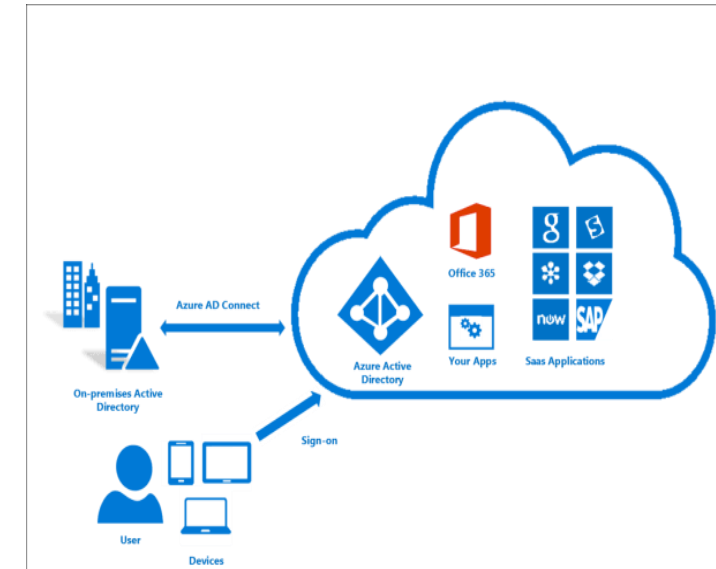 Office 365
g
now
SAP
Azure AD Connect
Azure Active
Directory
Your Apps
Saas Applications
On-premises Active
Directory
Sign-on
User
Devices